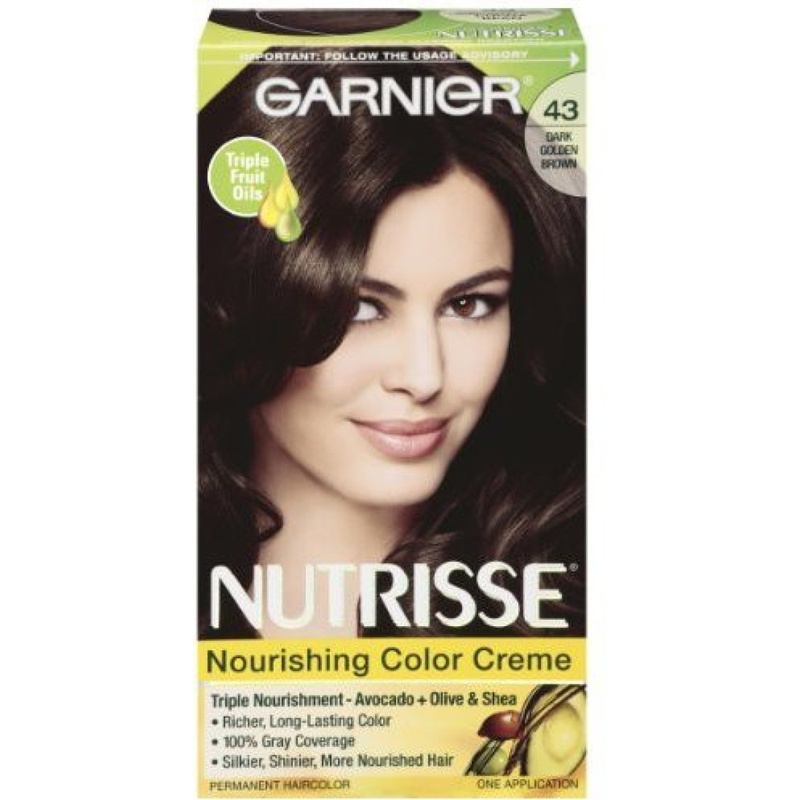 NUTRISSE
IMPORTANT: FOLLOW THE USAGE ADVISORY
GARNIER®
43
DARK
GOLDEN
BROWN
Triple
Fruit
Oils
NUTRISSE®
Nourishing Color Creme
Triple Nourishment - Avocado + Olive & Shea
• Richer, Long-Lasting Color
• 100% Gray Coverage
• Silkier, Shinier, More Nourished Hair
PERMANENT HAIRCOLOR
ONE APPLICATION